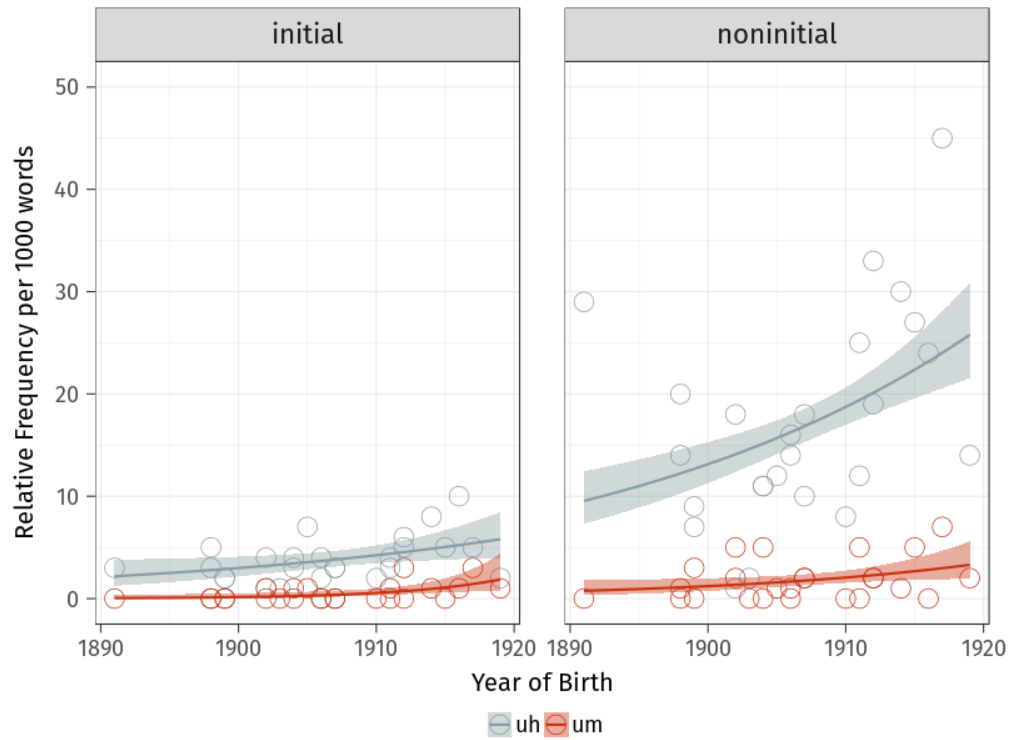 initial noninitial
50
40
30
20
10
0
Relative Frequency per 1000 words
1890 1900 1910 1920 1890 1900 1910 1920
Year of Birth
uh um